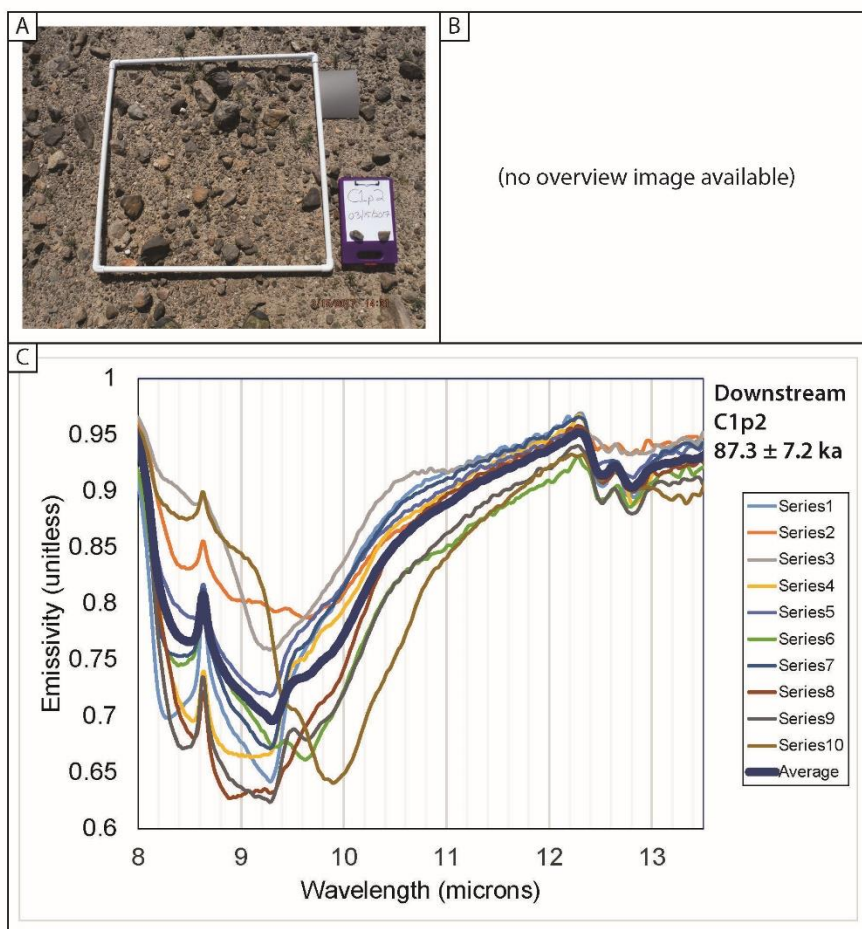 A
C1p2
B
(no overview image available)
C
Downstream
C1p2
87.3 ± 7.2 ka
1
0.95
0.9
0.85
0.8
0.75
0.7
0.65
0.6
Emissivity (unitless)
8
9
10
11
12
13
Wavelength (microns)
Series1
Series2
Series3
Series4
Series5
Series6
Series7
Series8
Series9
Series10
Average